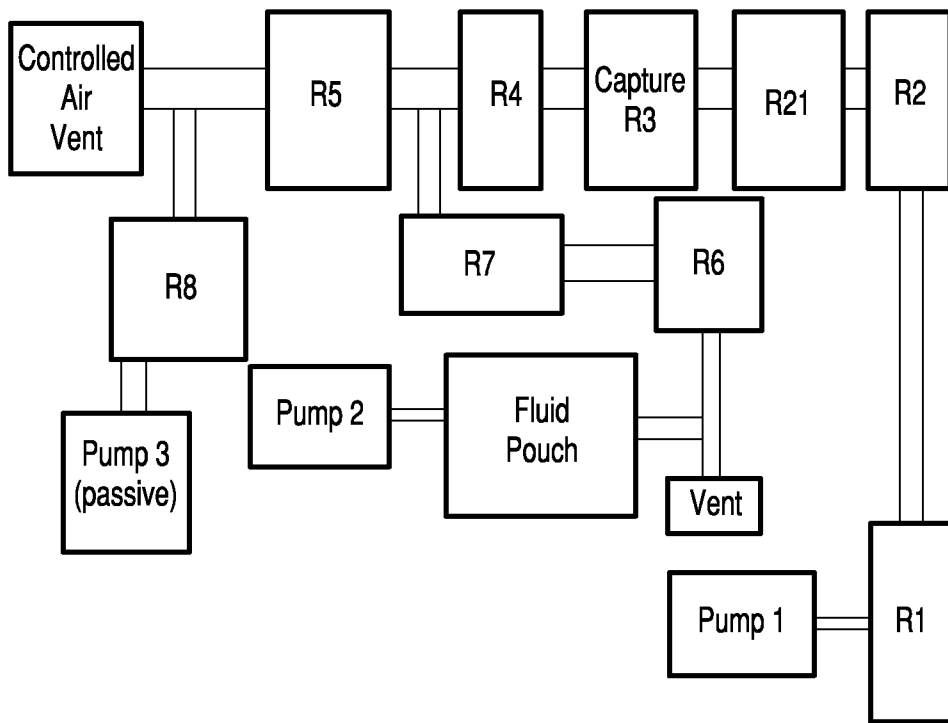 Controlled
Air
Vent
R5
R4
Capture
R3
R21
R2
R8
R7
R6
Pump 3
(passive)
Pump 2
Fluid
Pouch
Vent
Pump 1
R1